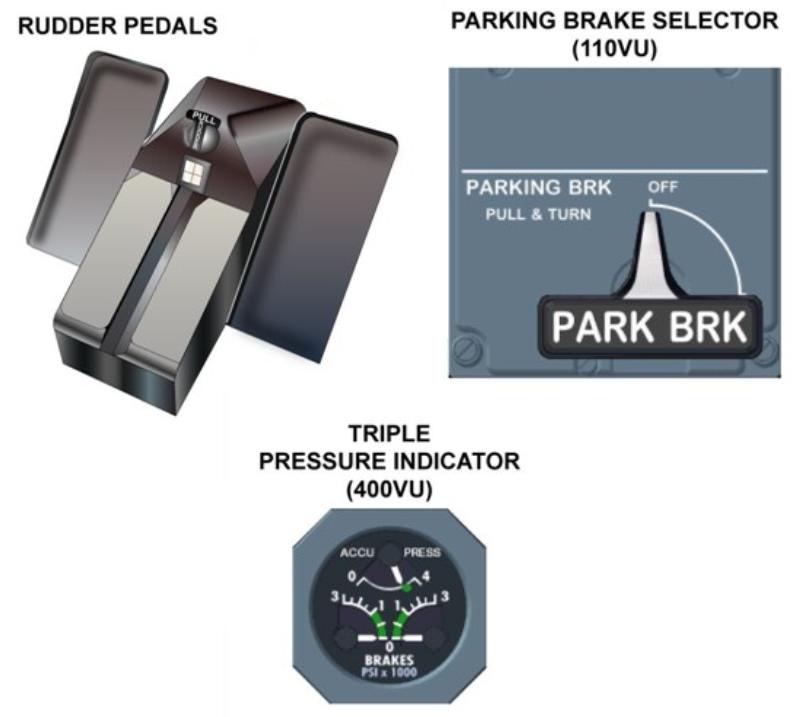 RUDDER PEDALS
PULL
PARKING BRAKE SELECTOR
(110VU)
PARKING BRK OFF
PULL & TURN
PARK BRK
TRIPLE
PRESSURE INDICATOR
(400VU)
ACCU PRESS
0 4
3 1 1 3
0
BRAKES
PSI x 1000